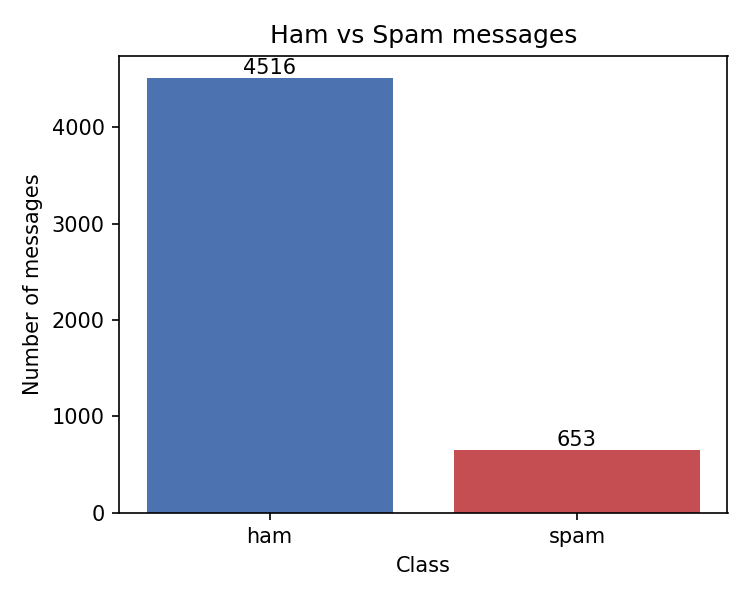 Ham vs Spam messages
4516
653
4000
3000
2000
1000
0
Number of messages
ham
spam
Class